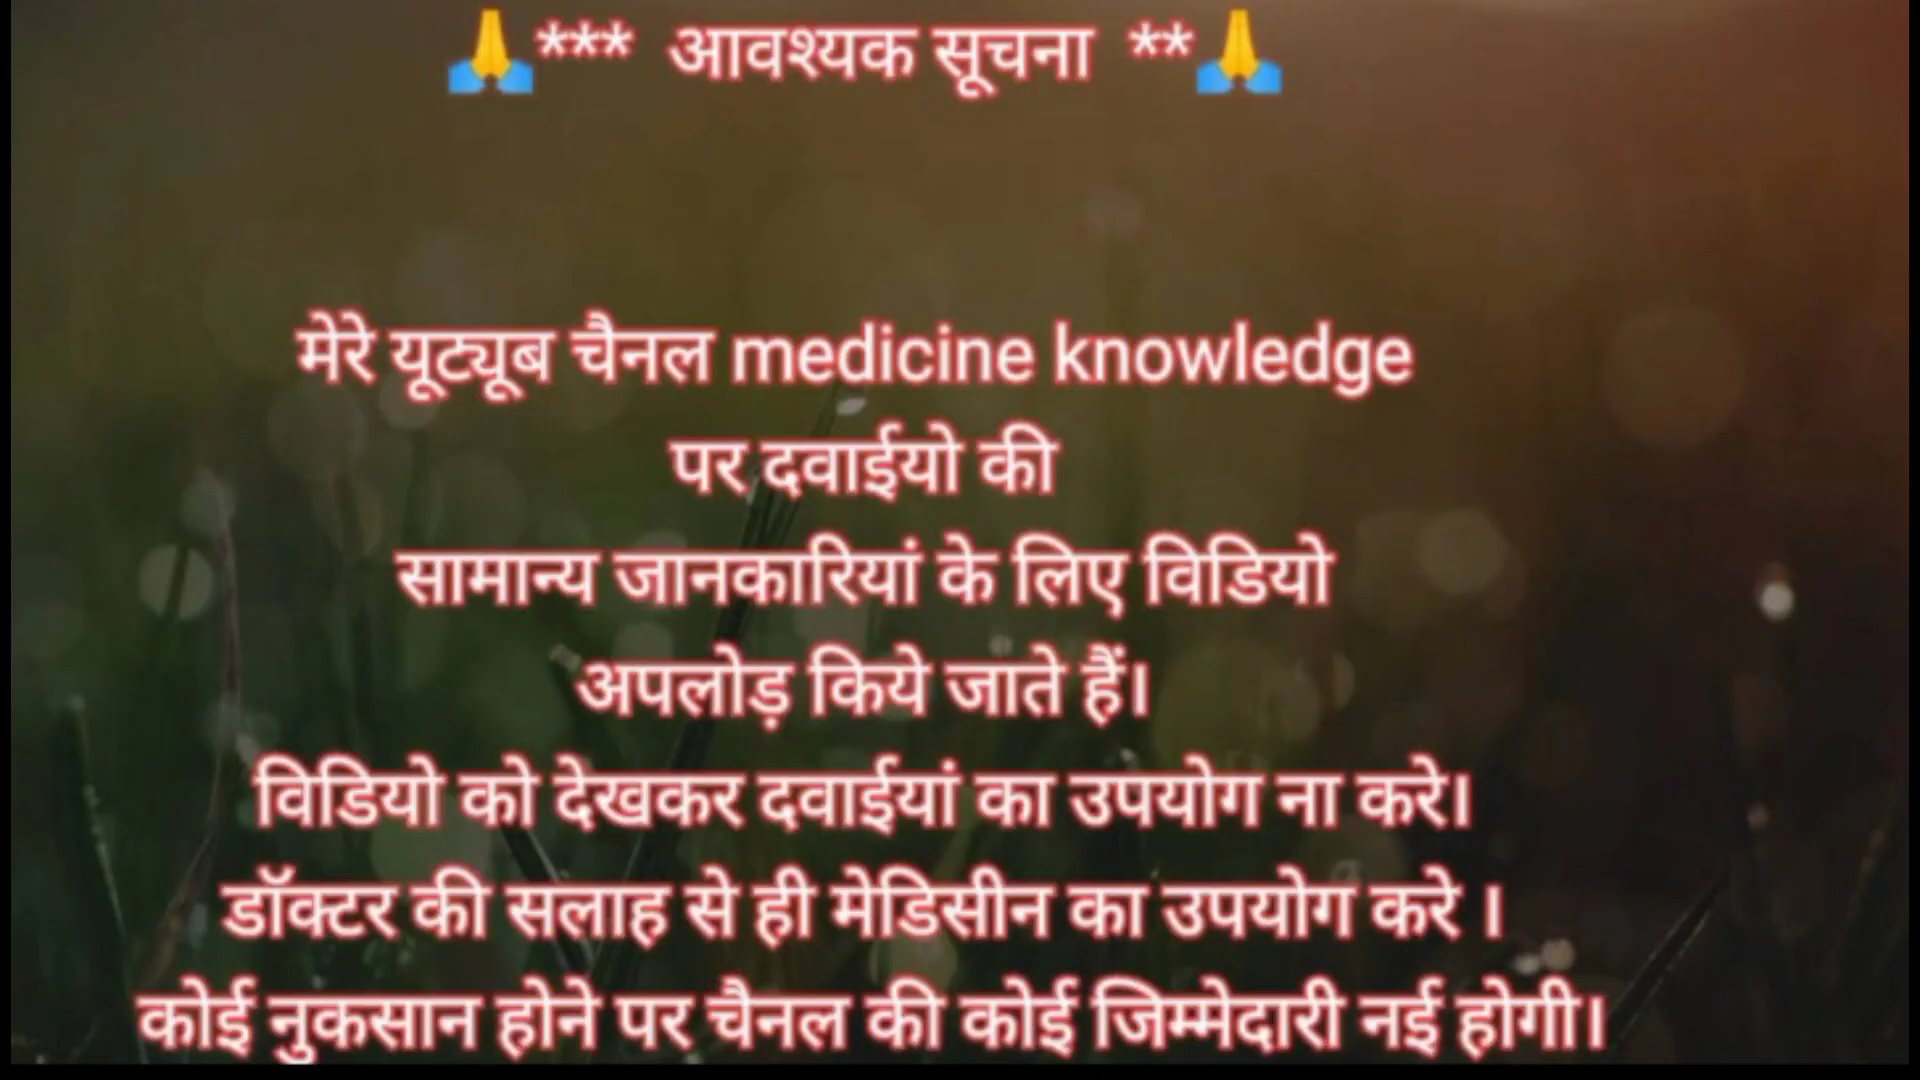 🙏*** आवश्यक सूचना **🙏
मेरे यूट्यूब चैनल medicine knowledge
पर दवाईयो की
सामान्य जानकारियां के लिए विडियो
अपलोड़ किये जाते हैं।
विडियो को देखकर दवाईयां का उपयोग ना करे।
डॉक्टर की सलाह से ही मेडिसीन का उपयोग करे ।
कोई नुकसान होने पर चैनल की कोई जिम्मेदारी नई होगी।